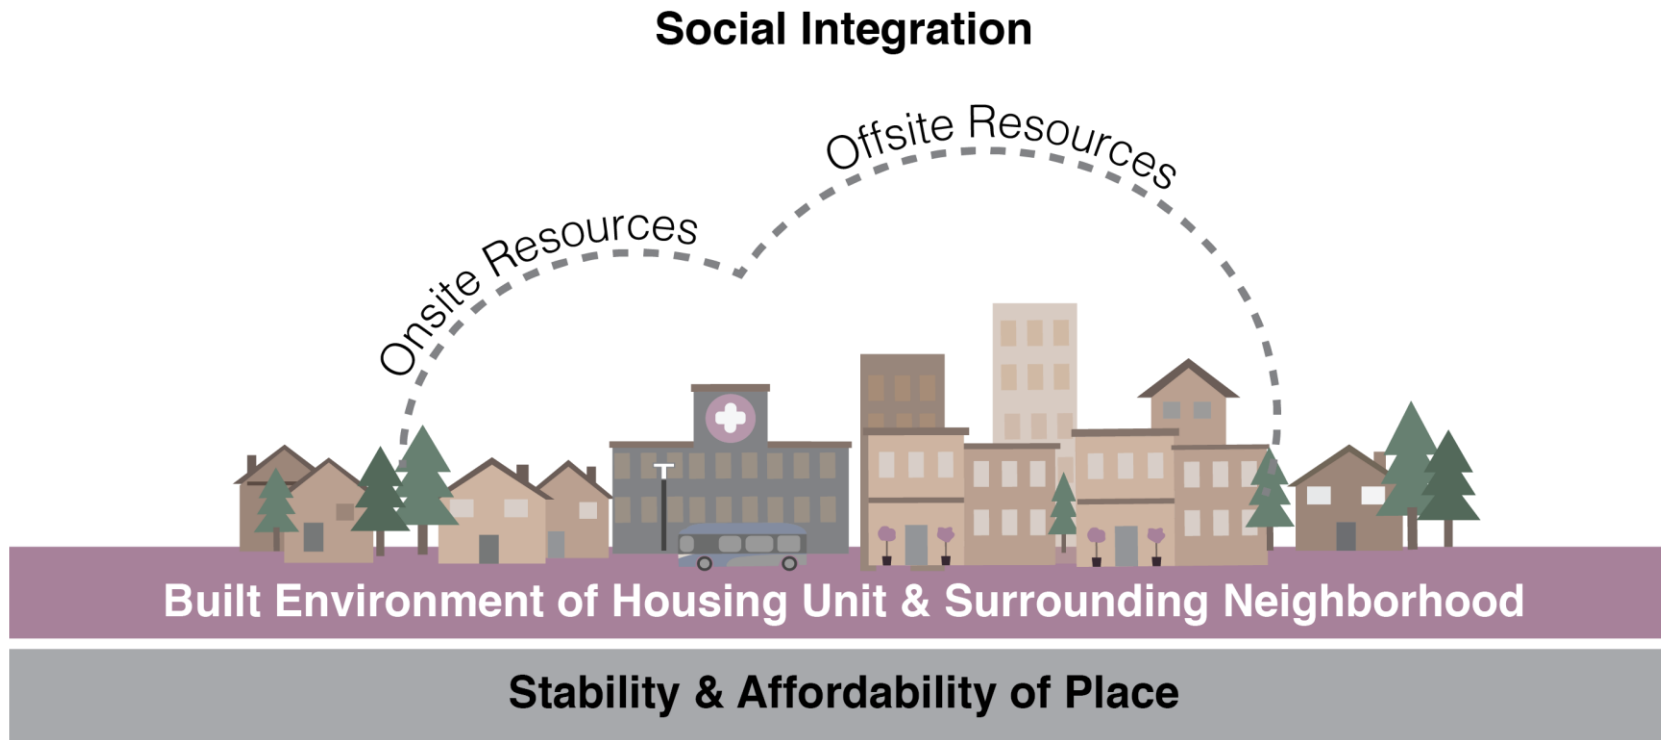 Social Integration
Offsite Resources
Onsite Resources
T
Built Environment of Housing Unit & Surrounding Neighborhood
Stability & Affordability of Place